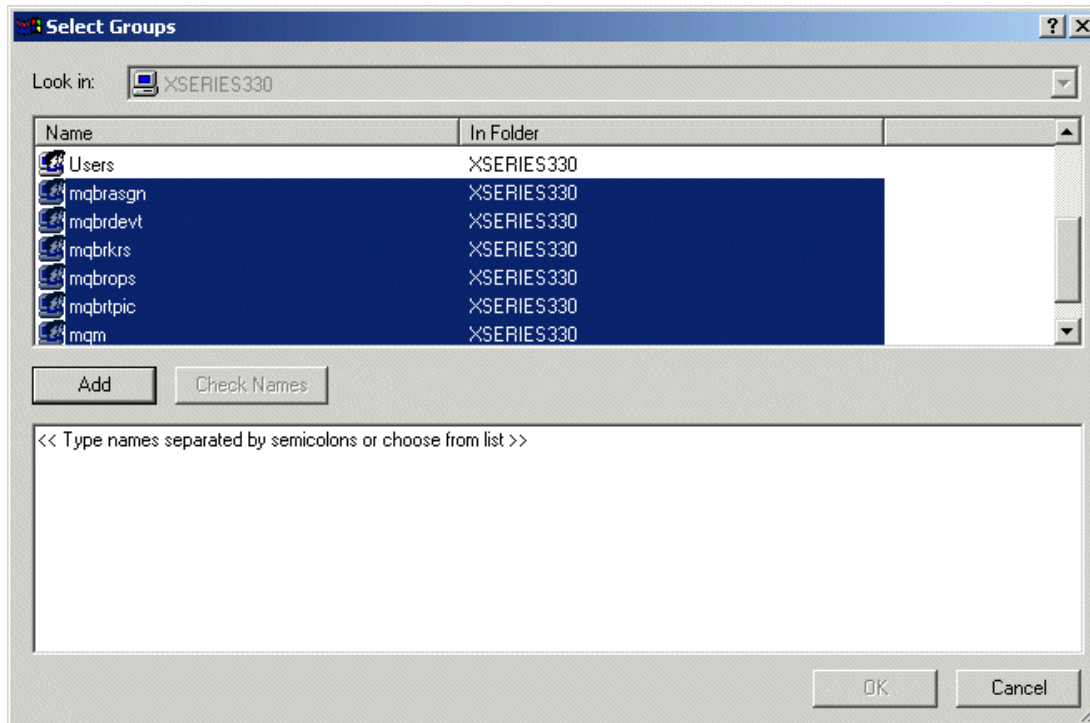 Select Groups
Look in: XSERIES330
Name In Folder
Users XSERIES330
mqbrasgn XSERIES330
mqbrdevt XSERIES330
mqbrkrs XSERIES330
mqbrops XSERIES330
mqbrtpic XSERIES330
mqm XSERIES330
Add Check Names
<< Type names separated by semicolons or choose from list >>
OK Cancel